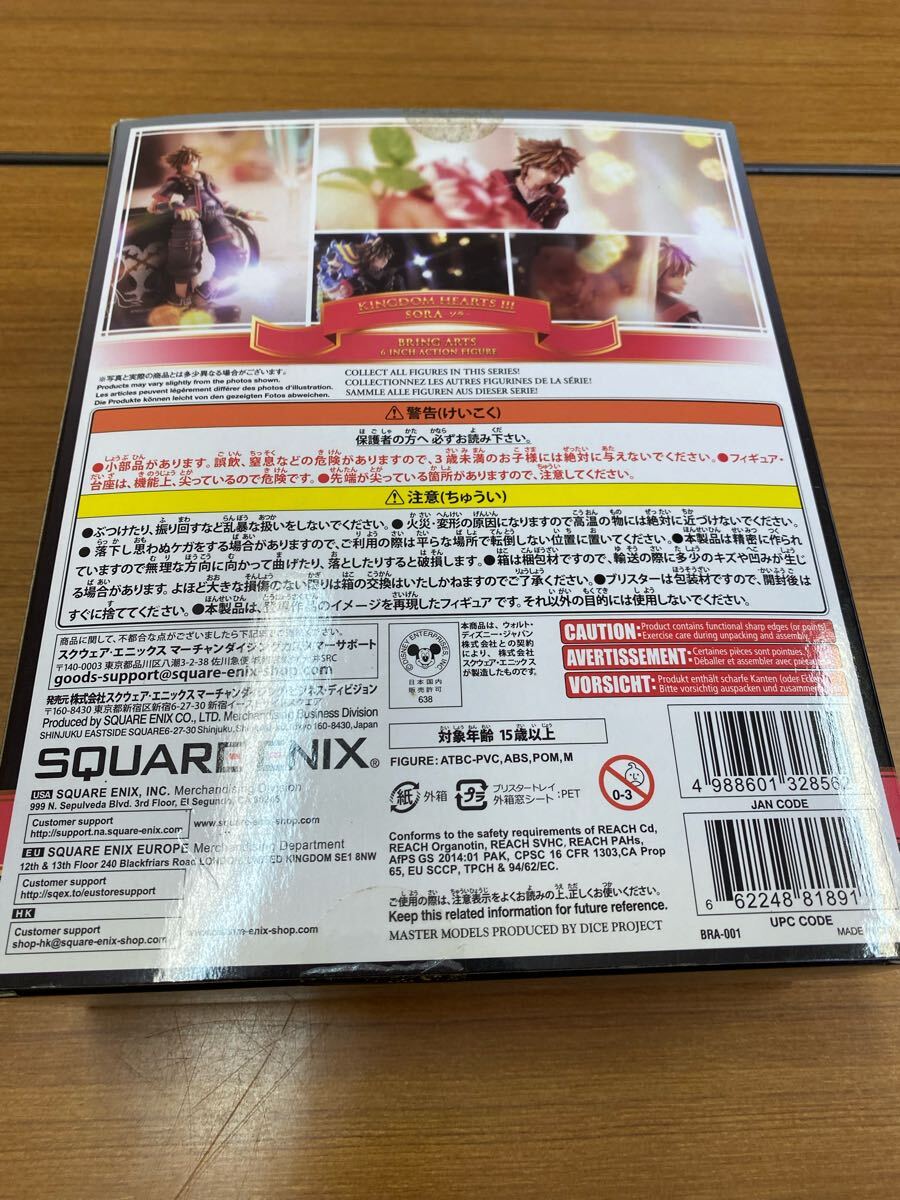 KINGDOM HEARTS III
SORA ソラ
BRING ARTS
6 INCH ACTION FIGURE
※写真と実際の商品とは多少異なる場合がございます。
Products may vary slightly from the photos shown.
Les articles peuvent légèrement différer des photos d'illustration.
Die Produkte können leicht von den gezeigten Fotos abweichen.
COLLECT ALL FIGURES IN THIS SERIES!
COLLECTIONNEZ LES AUTRES FIGURINES DE LA SÉRIE!
SAMMLE ALLE FIGUREN AUS DIESER SERIE!
⚠警告(けいこく)
保護者の方へ 必ずお読み下さい。
●小部品があります。誤飲、窒息などの危険がありますので、3歳未満のお子様には絶対に与えないでください。●フィギュア・
台座は、機能上、尖っているので危険です。●先端が尖っている箇所がありますので、注意してください。
⚠注意(ちゅうい)
●ぶつけたり、振り回すなど乱暴な扱いをしないでください。●火災・変形の原因になりますので高温の物には絶対に近づけないでください。
●落下し思わぬケガをする場合がありますので、ご利用の際は平らな場所で転倒しない位置に置いてください。●本製品は精密に作られ
ていますので無理な方向に向かって曲げたり、落としたりすると破損します。●箱は梱包材ですので、輸送の際に多少のキズや凹みが生じ
る場合があります。よほど大きな損傷のない限りは箱の交換はいたしかねますのでご了承ください。●ブリスターは包装材ですので、開封後は
すぐに捨ててください。●本製品は、登場作品のイメージを再現したフィギュアです。それ以外の目的には使用しないでください。
商品に関して、不都合な点がございましたら下記まで
スクウェア・エニックス マーチャンダイジング カスタマーサポート
〒140-0003 東京都品川区八潮3-2-38 佐川急便 SRC
goods-support@square-enix.com
発売元 株式会社スクウェア・エニックス マーチャンダイジング ビジネス・ディビジョン
〒160-8430 東京都新宿区新宿6-27-30 新宿イーストサイドスクエア
Produced by SQUARE ENIX CO., LTD. Merchandising Business Division
SHINJUKU EASTSIDE SQUARE6-27-30 Shinjuku, Tokyo 160-8430, Japan
SQUARE ENIX®
USA SQUARE ENIX, INC. Merchandising Division
999 N. Sepulveda Blvd. 3rd Floor, El Segundo, 90245
Customer support
http://support.na.square-enix.com
www.square-enix-shop.com
EU SQUARE ENIX EUROPE Merchandising Department
12th & 13th Floor 240 Blackfriars Road LONDON, UNITED KINGDOM SE1 8NW
Customer support
http://sqex.to/eustoresupport
HK
Customer support
shop-hk@square-enix-shop.com
-enix-shop.com
©DISNEY ENTERPRISES, INC.
日本国内
販売許可
638
本商品は、ウォルト・
ディズニー・ジャパン
株式会社との契約
により、株式会社
スクウェア・エニックス
が製造したものです。
対象年齢 15歳以上
FIGURE: ATBC-PVC, ABS, POM, M
紙 外箱
プラ
ブリスタートレイ
外箱窓シート :PET
0-3
Conforms to the safety requirements of REACH Cd,
REACH Organotin, REACH SVHC, REACH PAHs,
AfPS GS 2014:01 PAK, CPSC 16 CFR 1303,CA Prop
65, EU SCCP, TPCH & 94/62/EC.
ご使用の際は、注意表示をよくお読みの上、正しくお使いください。
Keep this related information for future reference.
MASTER MODELS PRODUCED BY DICE PROJECT
CAUTION: ●Product contains functional sharp edges (or points).
●Exercise care during unpacking and assembly.
AVERTISSEMENT: ●Certaines pièces sont pointues.
●Déballer et assembler avec précau
VORSICHT: ●Produkt enthält scharfe Kanten (oder Ecken).
●Bitte vorsichtig auspacken und zusammen
4 988601 32856
JAN CODE
6 62248 81891
UPC CODE
BRA-001
MADE